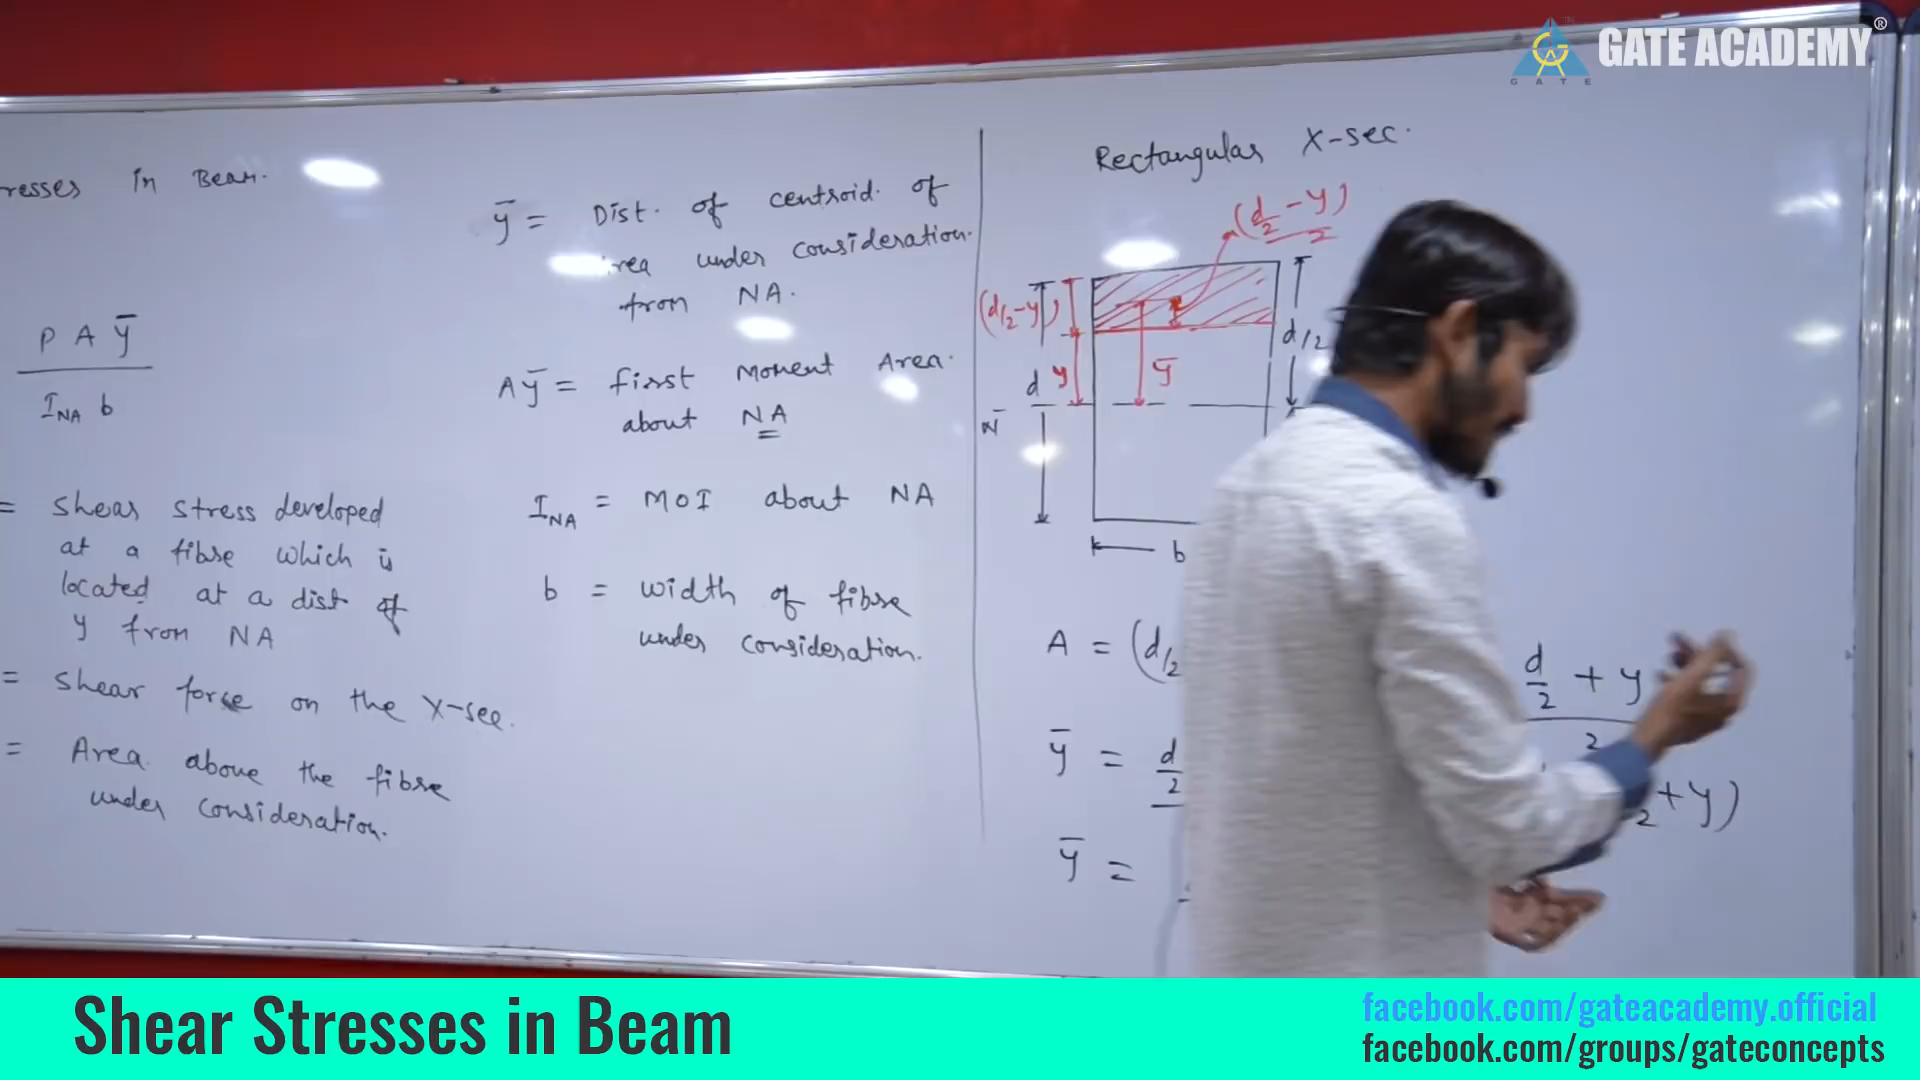 GATE ACADEMY®
GATE
resses in Beam.
P A y̅
I_NA b
= Shear stress developed
at a fibre which is
located at a dist of
y from NA
= Shear force on the X-sec.
= Area above the fibre
under consideration.
y̅ = Dist. of centroid of
rea under consideration.
from NA.
Ay̅ = first Moment Area.
about NA
I_NA = MOI about NA
b = width of fibre
under consideration.
Rectangular X-sec.
(d/2 - y)
2
(d/2-y)
d/2
d
y
y̅
N
b
A = (d/2
d/2 + y
2
y̅ = d/2
2 + y)
y̅ =
Shear Stresses in Beam
facebook.com/gateacademy.official
facebook.com/groups/gateconcepts